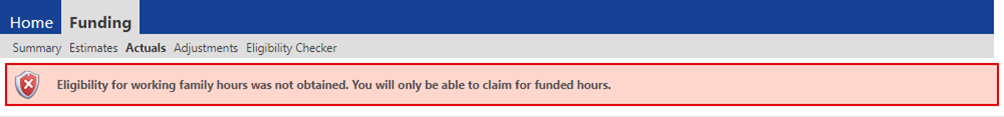 Home Funding
Summary Estimates Actuals Adjustments Eligibility Checker
Eligibility for working family hours was not obtained. You will only be able to claim for funded hours.